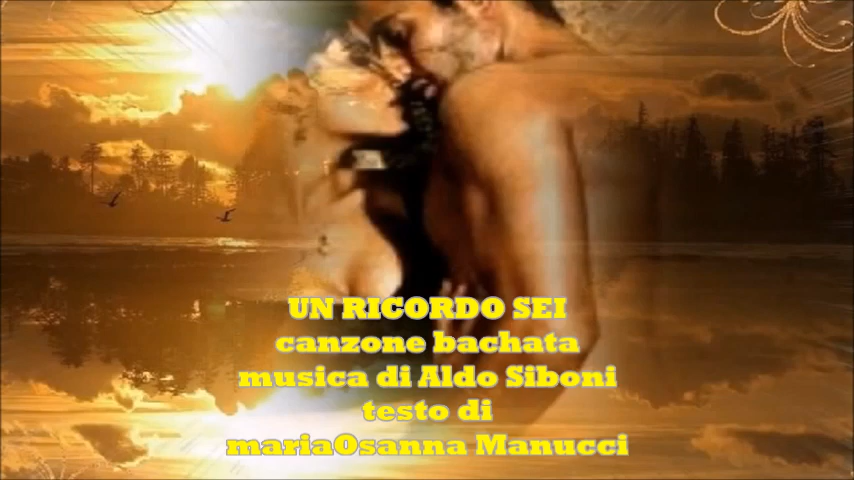 UN RICORDO SEI
canzone bachata
musica di Aldo Siboni
testo di
mariaOsanna Manucci